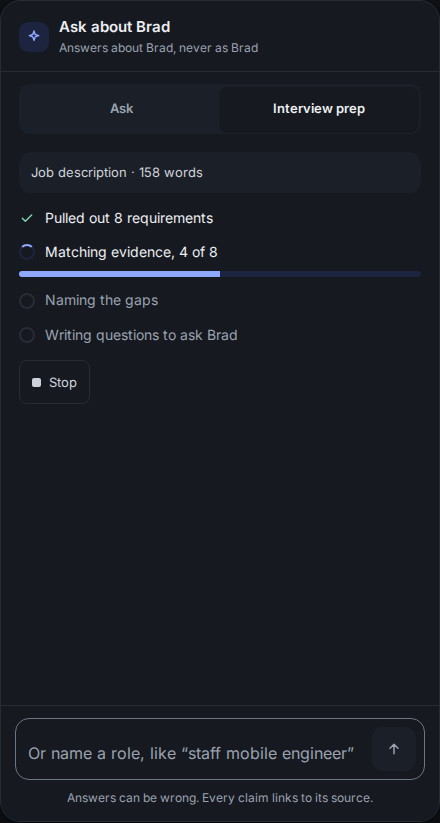 Ask about Brad
Answers about Brad, never as Brad
Ask
Interview prep
Job description · 158 words
Pulled out 8 requirements
Matching evidence, 4 of 8
Naming the gaps
Writing questions to ask Brad
Stop
Or name a role, like “staff mobile engineer”
Answers can be wrong. Every claim links to its source.